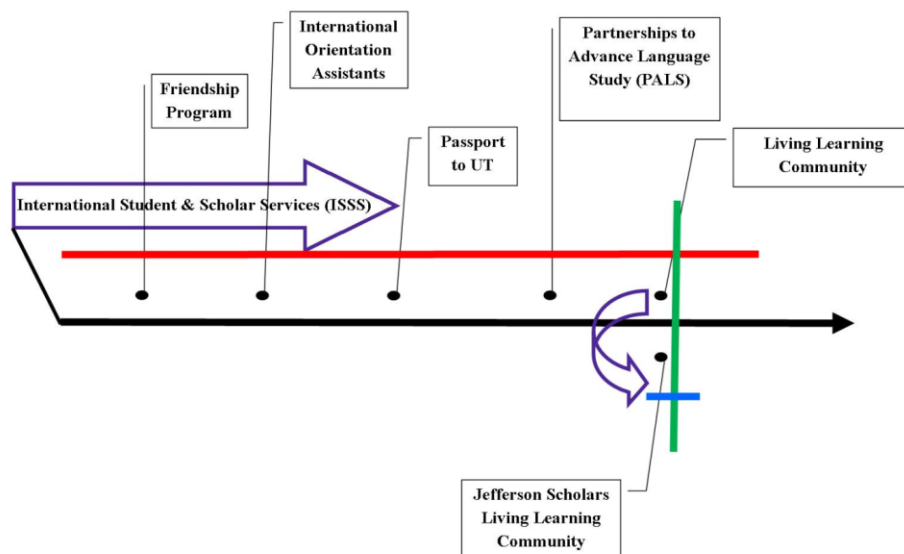 International
Orientation
Assistants
Partnerships to
Advance Language
Study (PALS)
Friendship
Program
Passport
to UT
Living Learning
Community
International Student & Scholar Services (ISSS)
Jefferson Scholars
Living Learning
Community